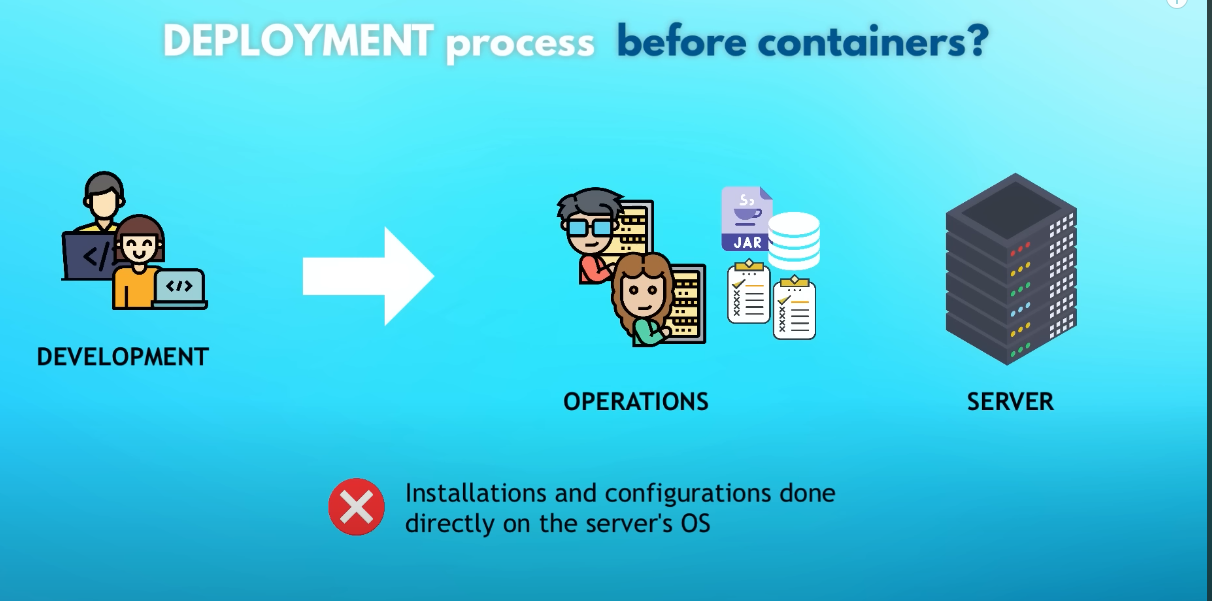 DEPLOYMENT process before containers?
JAR
</>
</>
DEVELOPMENT
OPERATIONS
SERVER
Installations and configurations done
directly on the server's OS